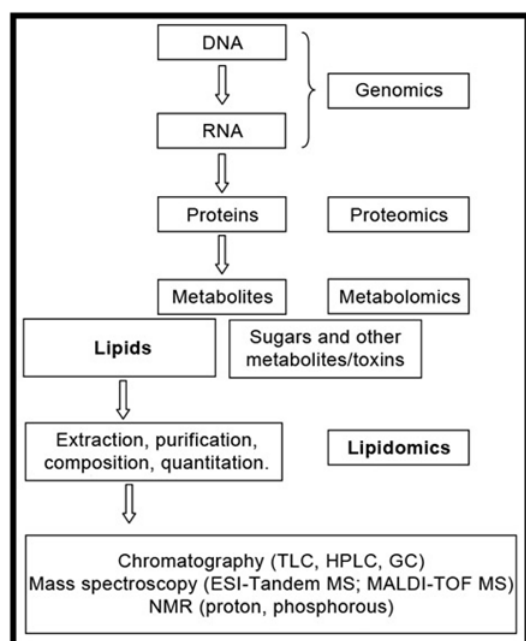 DNA
Genomics
RNA
Proteins
Proteomics
Metabolites
Metabolomics
Lipids
Sugars and other
metabolites/toxins
Extraction, purification,
composition, quantitation.
Lipidomics
Chromatography (TLC, HPLC, GC)
Mass spectroscopy (ESI-Tandem MS; MALDI-TOF MS)
NMR (proton, phosphorous)